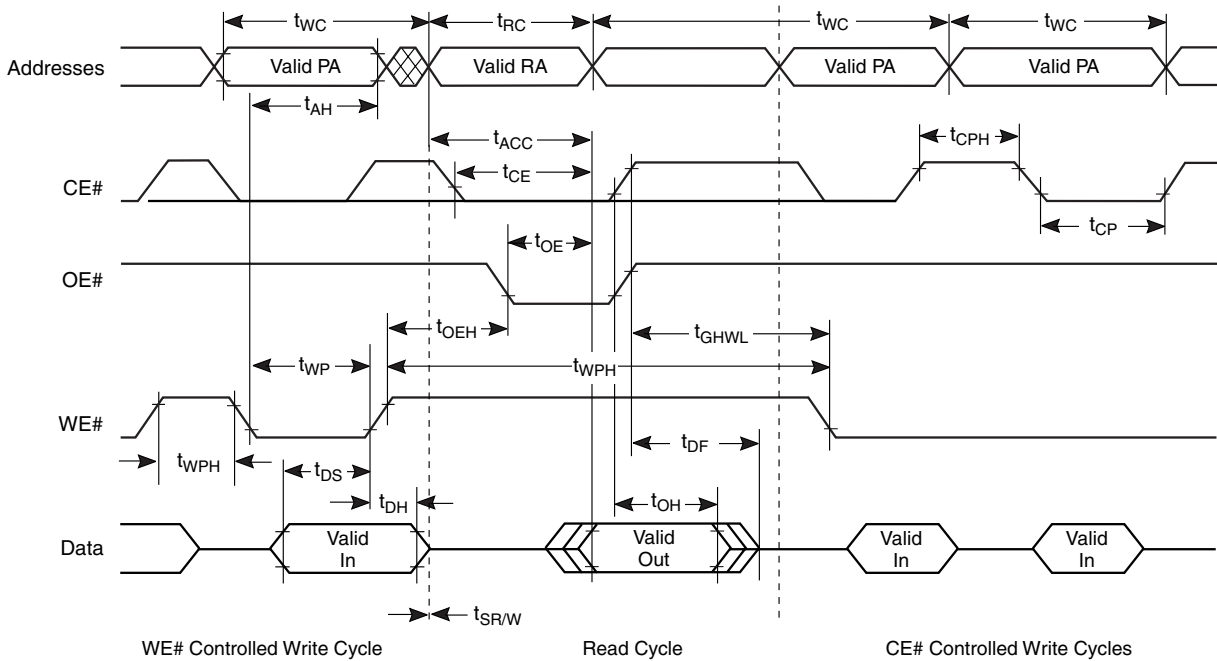 tWC tRC tWC tWC
Addresses Valid PA Valid RA Valid PA Valid PA
tAH
tACC tCPH
tCE
CE#
tCP
tOE
OE#
tOEH tGHWL
tWP tWPH
WE#
tWPH tDS tDF
tDH tOH
Data Valid In Valid Out Valid In Valid In
tSR/W
WE# Controlled Write Cycle Read Cycle CE# Controlled Write Cycles